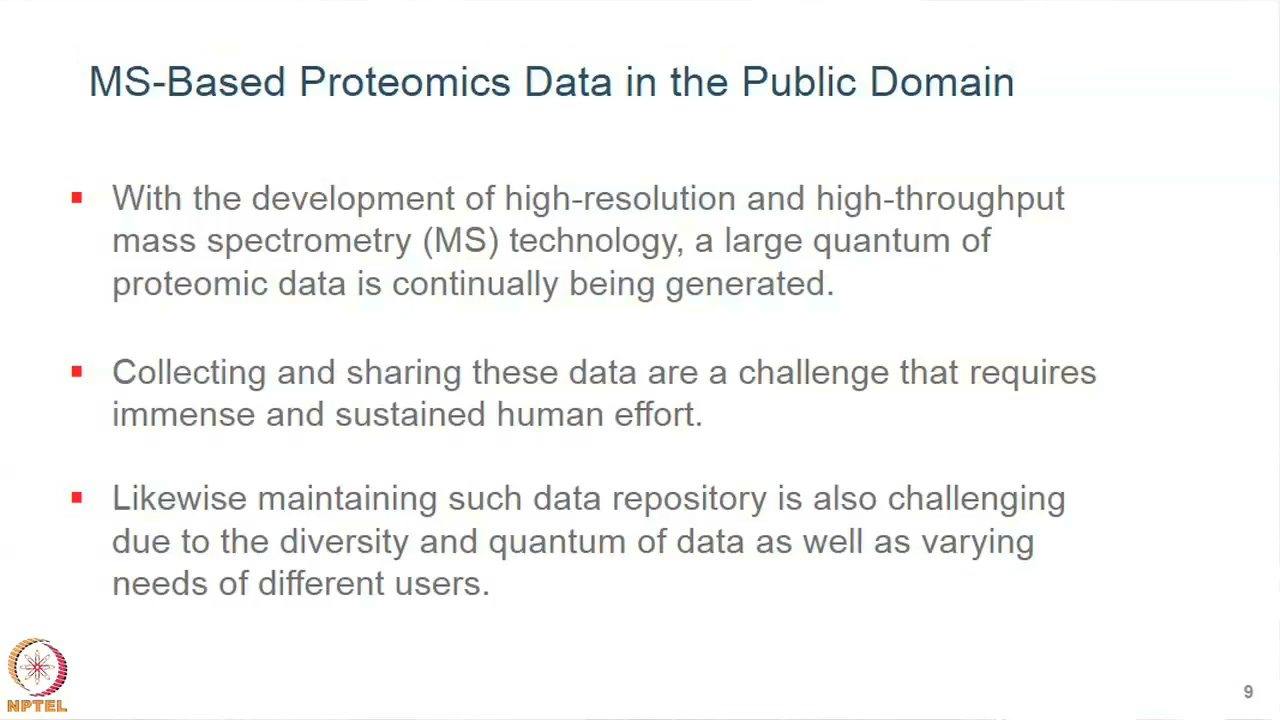 MS-Based Proteomics Data in the Public Domain
With the development of high-resolution and high-throughput
mass spectrometry (MS) technology, a large quantum of
proteomic data is continually being generated.
Collecting and sharing these data are a challenge that requires
immense and sustained human effort.
Likewise maintaining such data repository is also challenging
due to the diversity and quantum of data as well as varying
needs of different users.
NPTEL
9